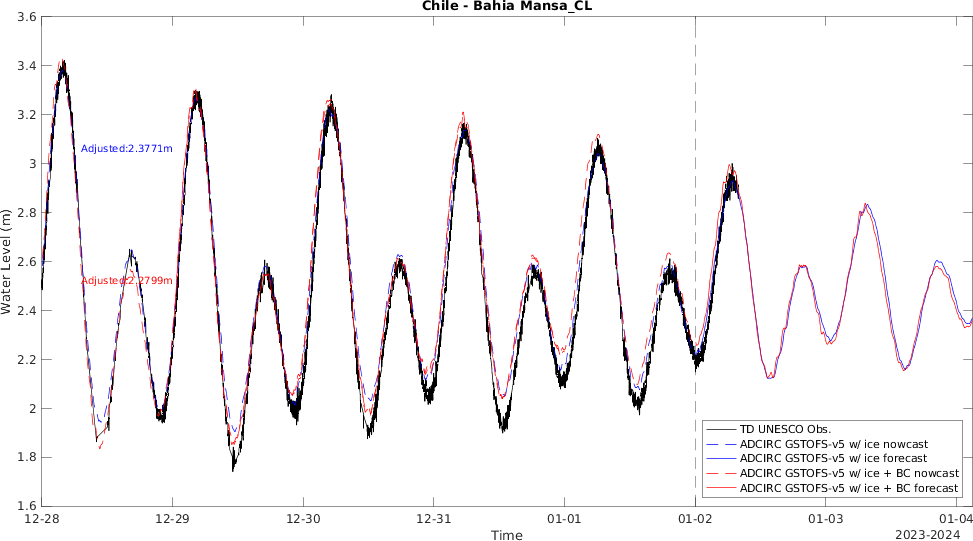 Chile - Bahia Mansa_CL
3.6
3.4
3.2
3
2.8
2.6
2.4
2.2
2
1.8
1.6
Water Level (m)
Adjusted:2.3771m
Adjusted:2.2799m
TD UNESCO Obs.
ADCIRC GSTOFS-v5 w/ ice nowcast
ADCIRC GSTOFS-v5 w/ ice forecast
ADCIRC GSTOFS-v5 w/ ice + BC nowcast
ADCIRC GSTOFS-v5 w/ ice + BC forecast
12-28 12-29 12-30 12-31 01-01 01-02 01-03 01-04
Time
2023-2024